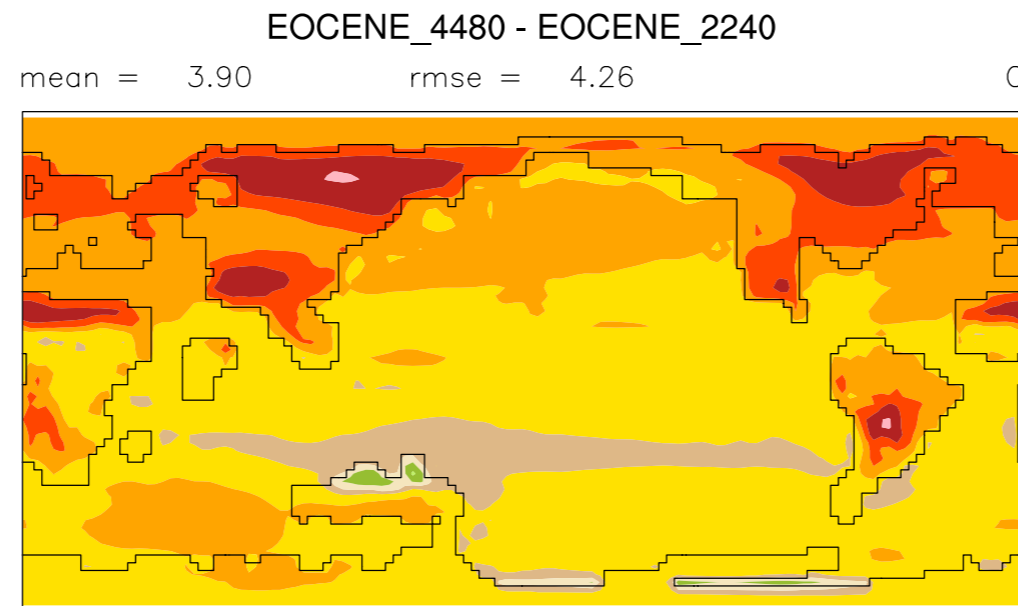 EOCENE_4480 - EOCENE_2240
mean = 3.90 rmse = 4.26